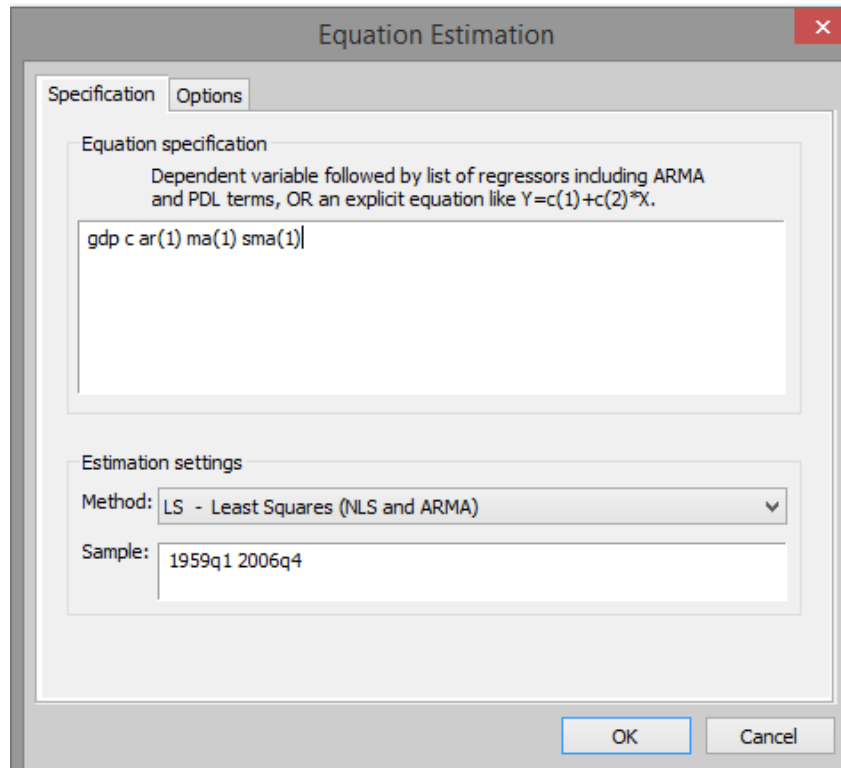 Equation Estimation
Specification
Options
Equation specification
Dependent variable followed by list of regressors including ARMA
and PDL terms, OR an explicit equation like Y=c(1)+c(2)*X.
gdp c ar(1) ma(1) sma(1)
Estimation settings
Method: LS - Least Squares (NLS and ARMA)
Sample: 1959q1 2006q4
OK
Cancel